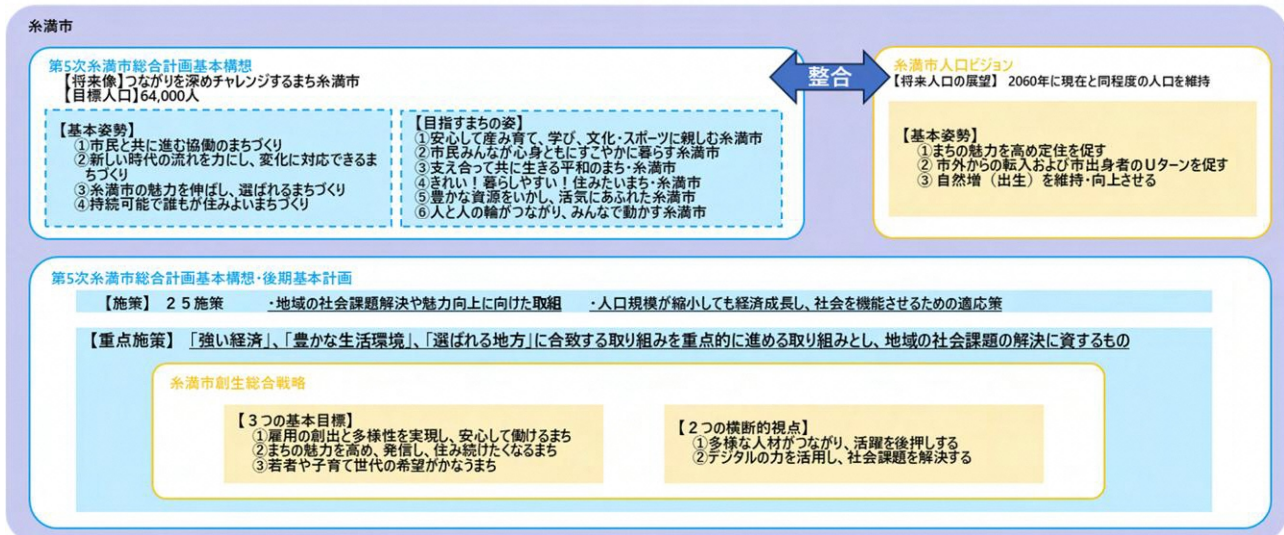 糸満市
第5次糸満市総合計画基本構想
【将来像】つながりを深めチャレンジするまち糸満市
【目標人口】64,000人
【基本姿勢】
①市民と共に進む協働のまちづくり
②新しい時代の流れを力にし、変化に対応できるま
ちづくり
③糸満市の魅力を伸ばし、選ばれるまちづくり
④持続可能で誰もが住みよいまちづくり
【目指すまちの姿】
①安心して産み育て、学び、文化・スポーツに親しむ糸満市
②市民みんなが心身ともにすこやかに暮らす糸満市
③支え合って共に生きる平和のまち・糸満市
④きれい！暮らしやすい！住みたいまち・糸満市
⑤豊かな資源をいかし、活気にあふれた糸満市
⑥人と人の輪がつながり、みんなで動かす糸満市
整合
糸満市人口ビジョン
【将来人口の展望】 2060年に現在と同程度の人口を維持
【基本姿勢】
①まちの魅力を高め定住を促す
② 市外からの転入および市出身者のUターンを促す
③ 自然増（出生）を維持・向上させる
第5次糸満市総合計画基本構想・後期基本計画
【施策】 ２５施策 ・地域の社会課題解決や魅力向上に向けた取組 ・人口規模が縮小しても経済成長し、社会を機能させるための適応策
【重点施策】 「強い経済」、「豊かな生活環境」、「選ばれる地方」に合致する取り組みを重点的に進める取り組みとし、地域の社会課題の解決に資するもの
糸満市創生総合戦略
【３つの基本目標】
①雇用の創出と多様性を実現し、安心して働けるまち
②まちの魅力を高め、発信し、住み続けたくなるまち
③若者や子育て世代の希望がかなうまち
【２つの横断的視点】
①多様な人材がつながり、活躍を後押しする
②デジタルの力を活用し、社会課題を解決する